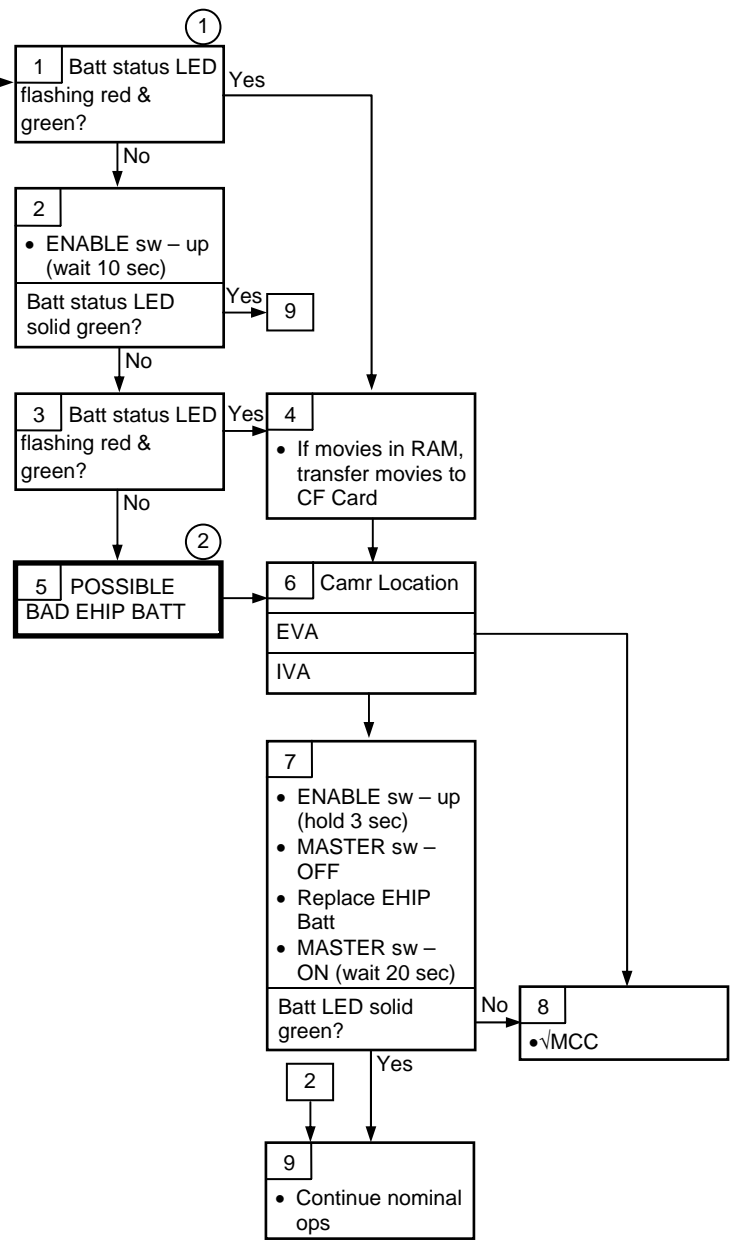 1
1 Batt status LED
flashing red &
green?
Yes
No
2
• ENABLE sw – up
(wait 10 sec)
Batt status LED
solid green?
Yes
9
No
3 Batt status LED
flashing red &
green?
Yes
No
4
• If movies in RAM,
transfer movies to
CF Card
2
5 POSSIBLE
BAD EHIP BATT
6 Camr Location
EVA
IVA
7
• ENABLE sw – up
(hold 3 sec)
• MASTER sw –
OFF
• Replace EHIP
Batt
• MASTER sw –
ON (wait 20 sec)
Batt LED solid
green?
No
8
•√MCC
Yes
2
9
• Continue nominal
ops